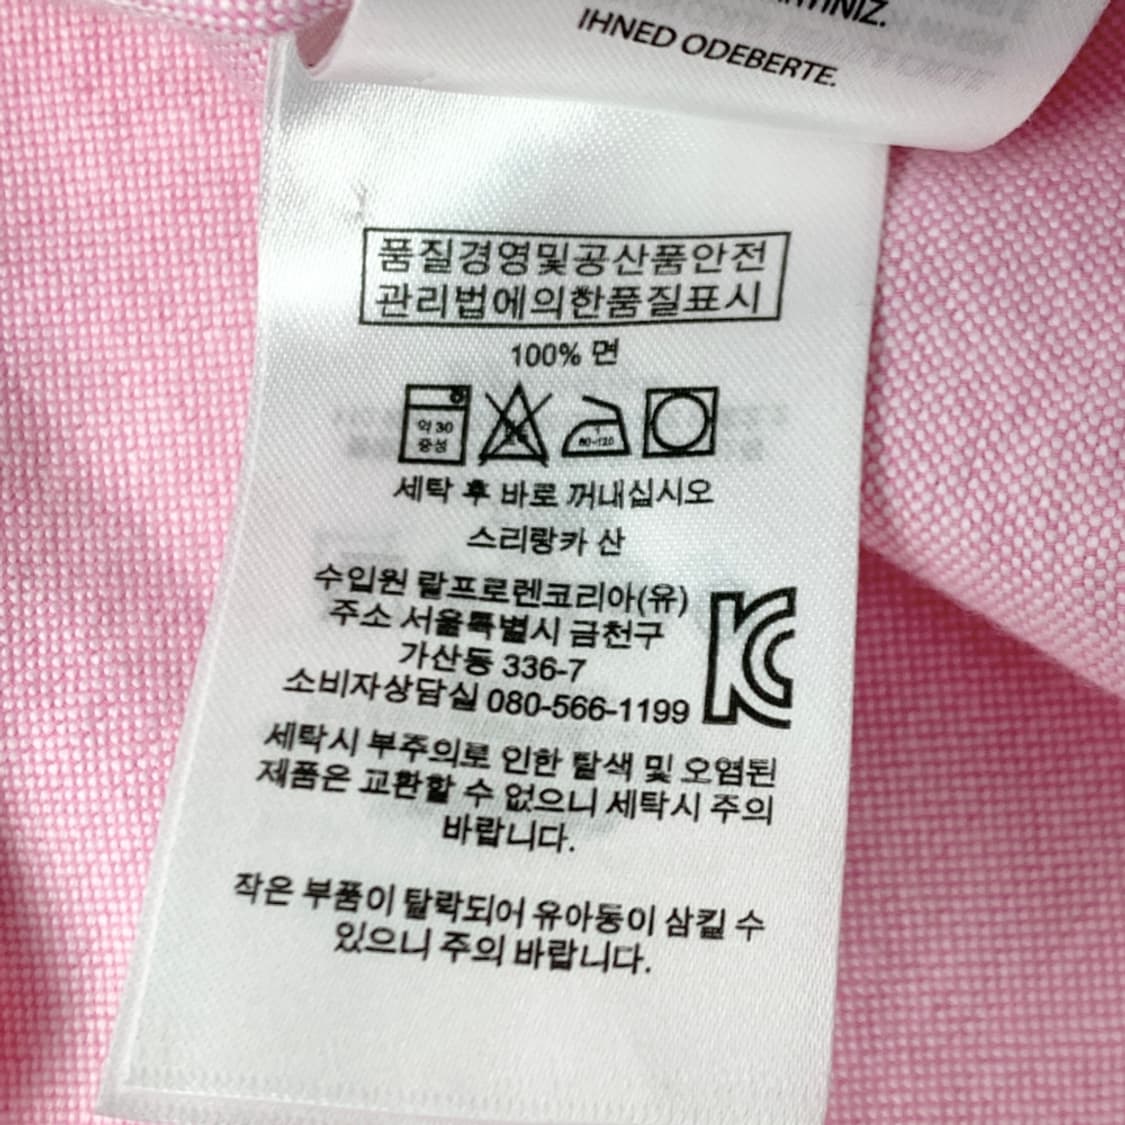 IHNED ODEBERTE.
품질경영및공산품안전
관리법에의한품질표시
100% 면
약 30
중성
80-120
세탁 후 바로 꺼내십시오
스리랑카 산
수입원 랄프로렌코리아(유)
주소 서울특별시 금천구
가산동 336-7
소비자상담실 080-566-1199
세탁시 부주의로 인한 탈색 및 오염된
제품은 교환할 수 없으니 세탁시 주의
바랍니다.
작은 부품이 탈락되어 유아동이 삼킬 수
있으니 주의 바랍니다.